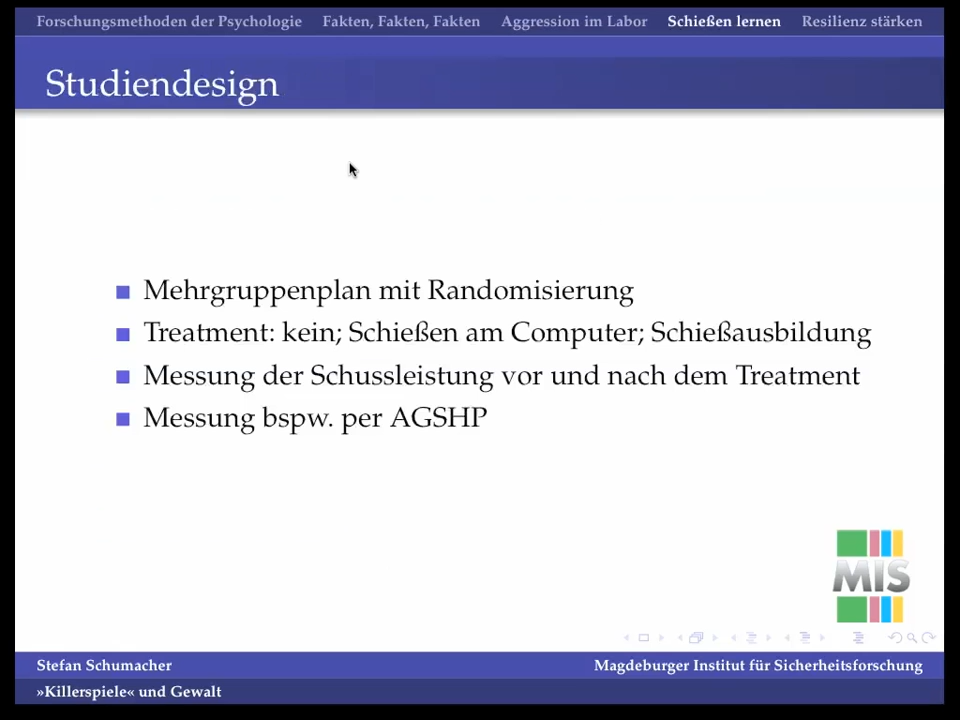 Forschungsmethoden der Psychologie Fakten, Fakten, Fakten Aggression im Labor Schießen lernen Resilienz stärken
Studiendesign
Mehrgruppenplan mit Randomisierung
Treatment: kein; Schießen am Computer; Schießausbildung
Messung der Schussleistung vor und nach dem Treatment
Messung bspw. per AGSHP
MIS
Stefan Schumacher Magdeburger Institut für Sicherheitsforschung
»Killerspiele« und Gewalt